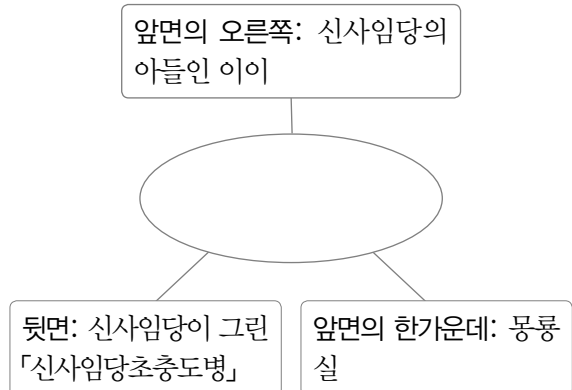 앞면의 오른쪽: 신사임당의
아들인 이이
뒷면: 신사임당이 그린
「신사임당초충도병」
앞면의 한가운데: 몽룡
실